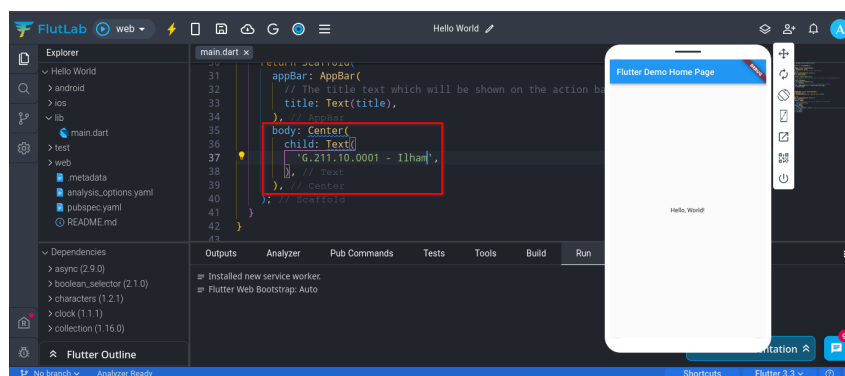 FlutLab web Hello World A
Explorer
Hello World
android
ios
lib
main.dart
test
web
.metadata
analysis_options.yaml
pubspec.yaml
README.md
Dependencies
async (2.9.0)
boolean_selector (2.1.0)
characters (1.2.1)
clock (1.1.1)
collection (1.16.0)
Flutter Outline
main.dart ×
30 return Scaffold(
31 appBar: AppBar(
32 // The title text which will be shown on the action ba
33 title: Text(title),
34 ), // AppBar
35 body: Center(
36 child: Text(
37 'G.211.10.0001 - Ilham',
38 ), // Text
39 ), // Center
40 ); // Scaffold
41 }
42 }
43
Outputs Analyzer Pub Commands Tests Tools Build Run
Installed new service worker.
Flutter Web Bootstrap: Auto
Flutter Demo Home Page
DEBUG
Hello, World!
ntation
No branch Analyzer Ready Shortcuts Flutter 3.3